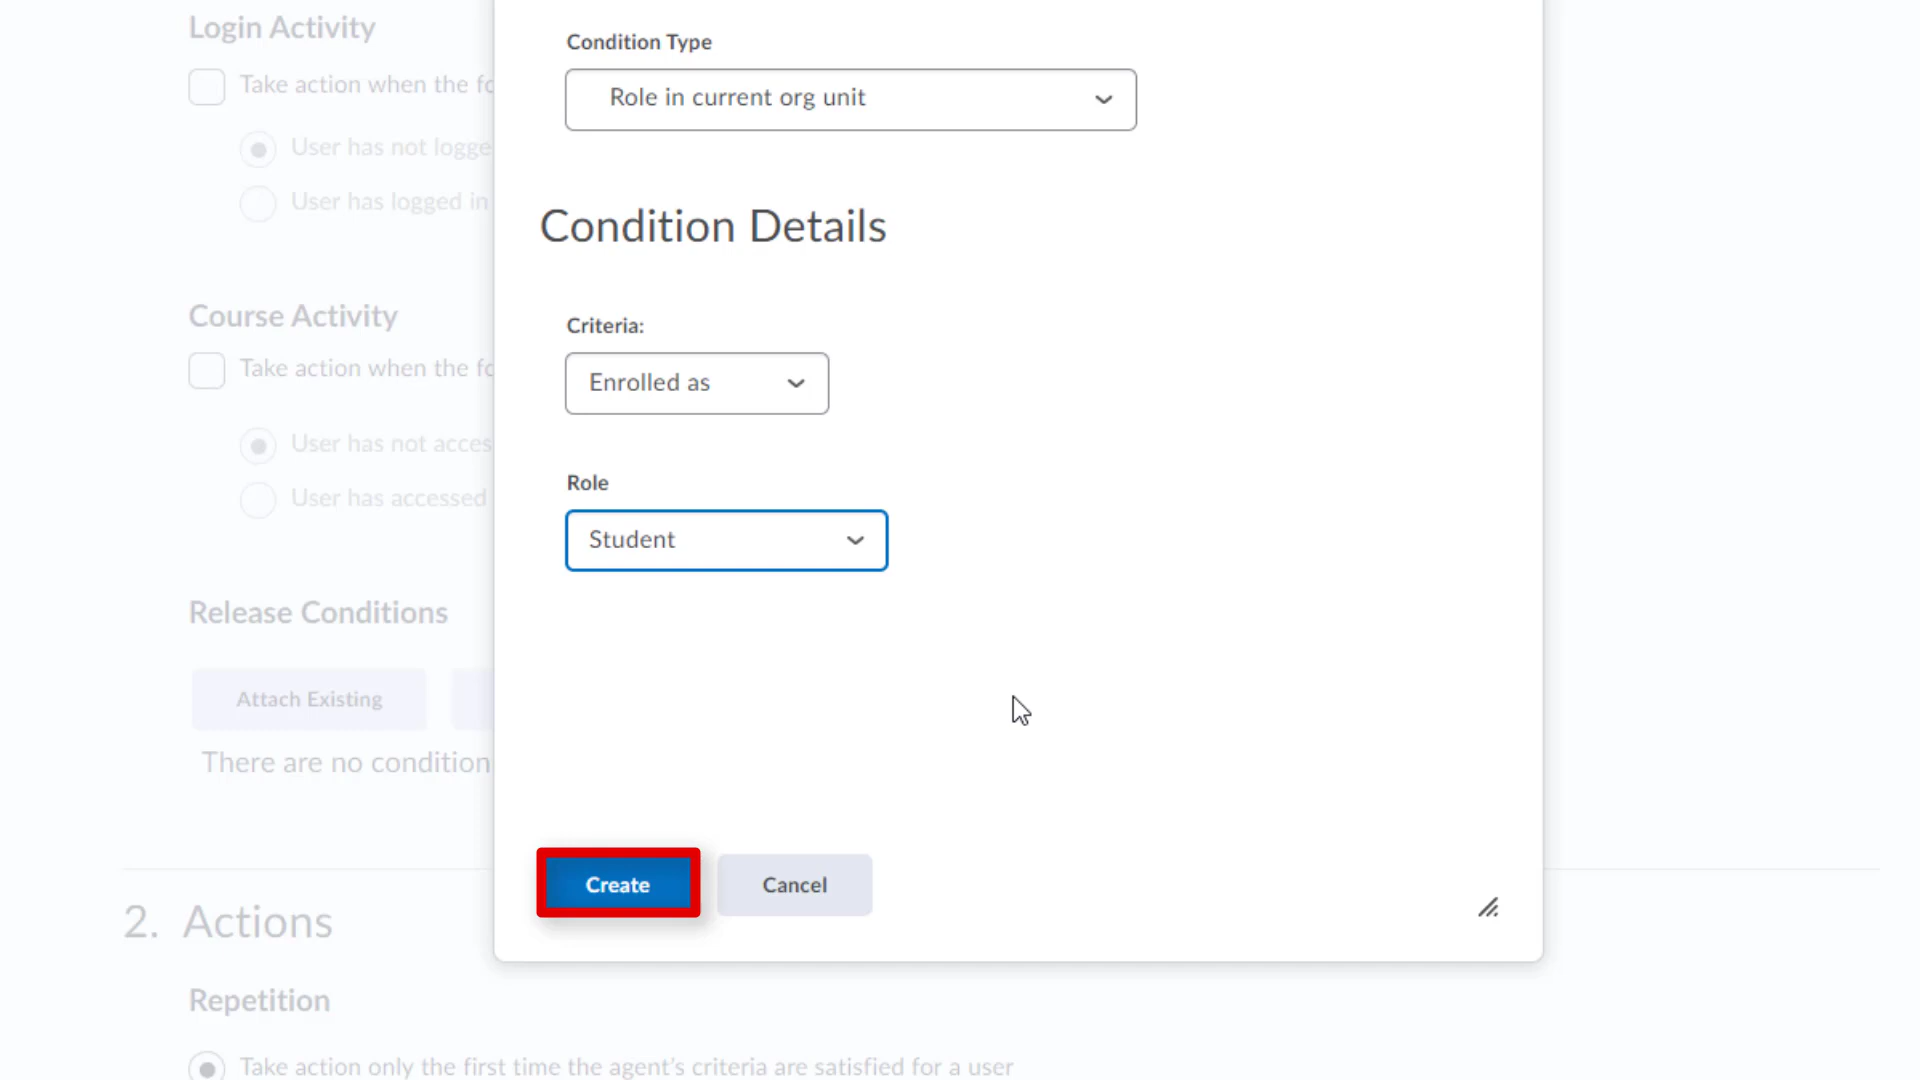 Login Activity
Take action when the fo
User has not logge
User has logged in
Course Activity
Take action when the fo
User has not acces
User has accessed
Release Conditions
Attach Existing
There are no condition
2. Actions
Repetition
Take action only the first time the agent's criteria are satisfied for a user
Condition Type
Role in current org unit
Condition Details
Criteria:
Enrolled as
Role
Student
Create
Cancel